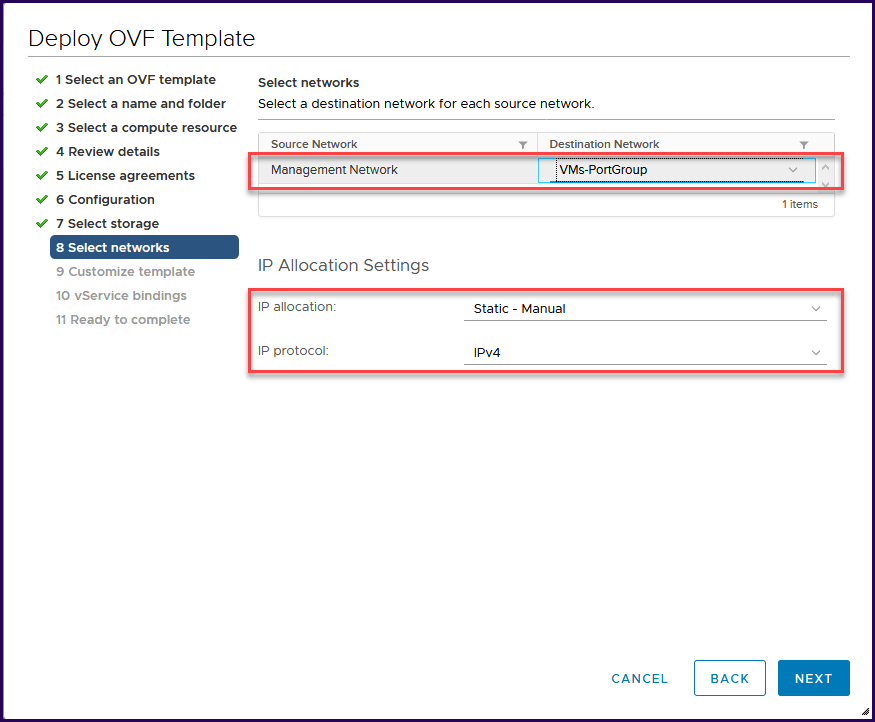 Deploy OVF Template
1 Select an OVF template
2 Select a name and folder
3 Select a compute resource
4 Review details
5 License agreements
6 Configuration
7 Select storage
8 Select networks
9 Customize template
10 vService bindings
11 Ready to complete
Select networks
Select a destination network for each source network.
Source Network Destination Network
Management Network VMs-PortGroup
1 items
IP Allocation Settings
IP allocation: Static - Manual
IP protocol: IPv4
CANCEL BACK NEXT